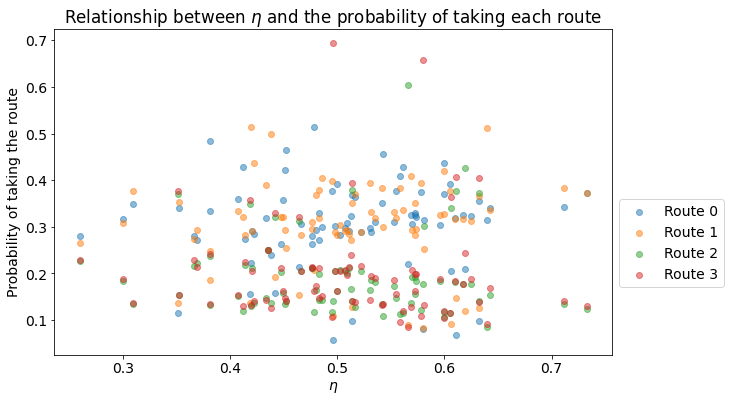 Relationship between η and the probability of taking each route
Probability of taking the route
0.7
0.6
0.5
0.4
0.3
0.2
0.1
0.3 0.4 0.5 0.6 0.7
η
Route 0
Route 1
Route 2
Route 3